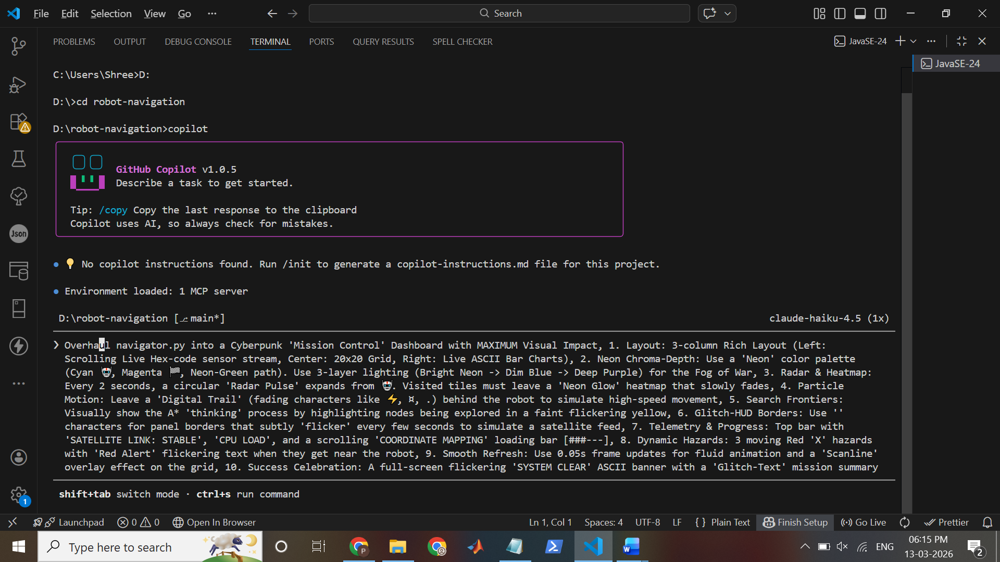 File Edit Selection View Go ··· Search
PROBLEMS OUTPUT DEBUG CONSOLE TERMINAL PORTS QUERY RESULTS SPELL CHECKER JavaSE-24
JavaSE-24
C:\Users\Shree>D:
D:\>cd robot-navigation
D:\robot-navigation>copilot
GitHub Copilot v1.0.5
Describe a task to get started.
Tip: /copy Copy the last response to the clipboard
Copilot uses AI, so always check for mistakes.
● 💡 No copilot instructions found. Run /init to generate a copilot-instructions.md file for this project.
● Environment loaded: 1 MCP server
D:\robot-navigation [⎇ main*] claude-haiku-4.5 (1x)
❯ Overhaul navigator.py into a Cyberpunk 'Mission Control' Dashboard with MAXIMUM Visual Impact, 1. Layout: 3-column Rich Layout (Left:
Scrolling Live Hex-code sensor stream, Center: 20x20 Grid, Right: Live ASCII Bar Charts), 2. Neon Chroma-Depth: Use a 'Neon' color palette
(Cyan 🤖, Magenta 🏁, Neon-Green path). Use 3-layer lighting (Bright Neon -> Dim Blue -> Deep Purple) for the Fog of War, 3. Radar & Heatmap:
Every 2 seconds, a circular 'Radar Pulse' expands from 🤖. Visited tiles must leave a 'Neon Glow' heatmap that slowly fades, 4. Particle
Motion: Leave a 'Digital Trail' (fading characters like ⚡, ¤, .) behind the robot to simulate high-speed movement, 5. Search Frontiers:
Visually show the A* 'thinking' process by highlighting nodes being explored in a faint flickering yellow, 6. Glitch-HUD Borders: Use ''
characters for panel borders that subtly 'flicker' every few seconds to simulate a satellite feed, 7. Telemetry & Progress: Top bar with
'SATELLITE LINK: STABLE', 'CPU LOAD', and a scrolling 'COORDINATE MAPPING' loading bar [###---], 8. Dynamic Hazards: 3 moving Red 'X' hazards
with 'Red Alert' flickering text when they get near the robot, 9. Smooth Refresh: Use 0.05s frame updates for fluid animation and a 'Scanline'
overlay effect on the grid, 10. Success Celebration: A full-screen flickering 'SYSTEM CLEAR' ASCII banner with a 'Glitch-Text' mission summary
shift+tab switch mode · ctrl+s run command
Json
1
Launchpad 0 0 Open In Browser Ln 1, Col 1 Spaces: 4 UTF-8 LF { } Plain Text Finish Setup Go Live Prettier
Type here to search
P
W
ENG
06:15 PM
13-03-2026
2